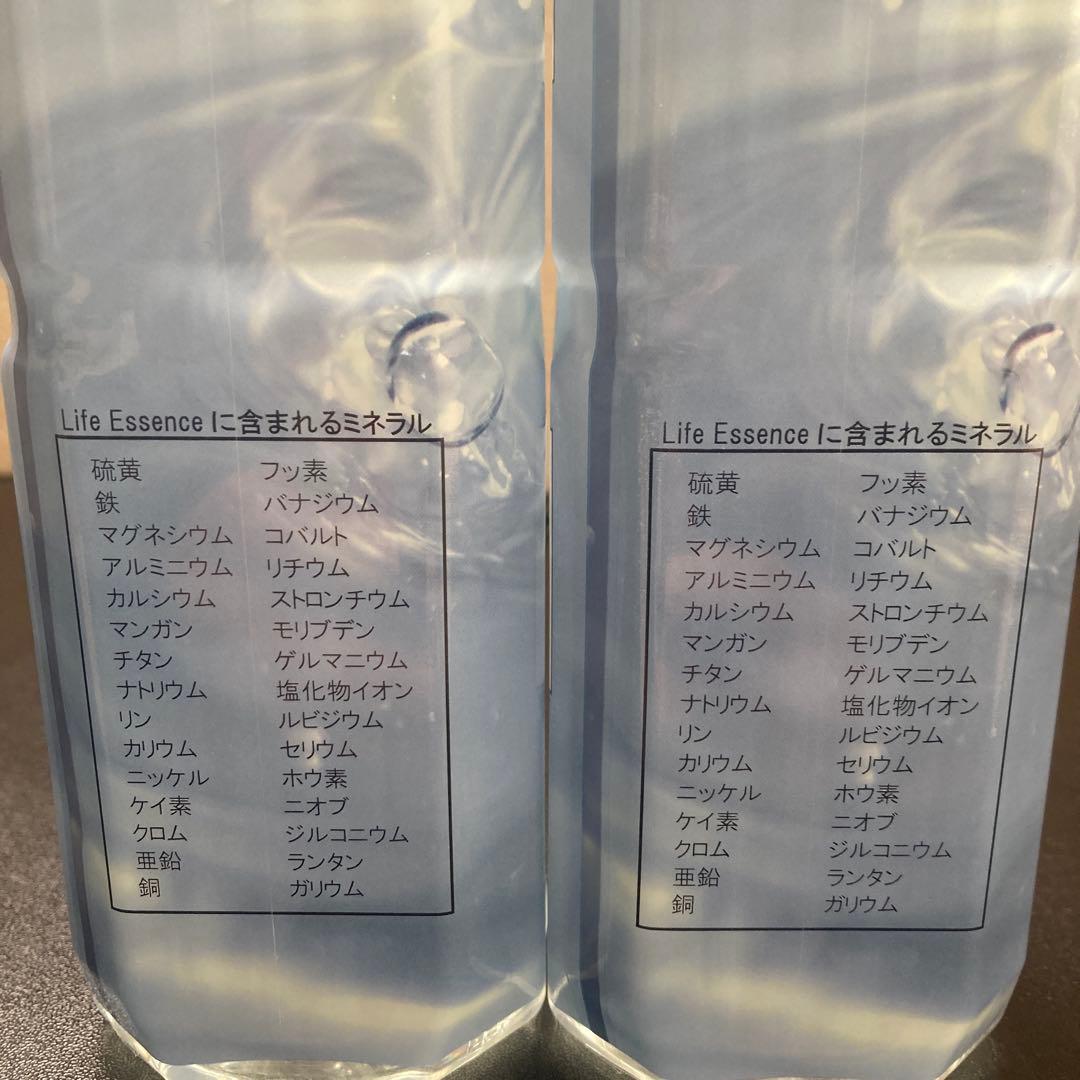 Life Essence に含まれるミネラル
硫黄 フッ素
鉄 バナジウム
マグネシウム コバルト
アルミニウム リチウム
カルシウム ストロンチウム
マンガン モリブデン
チタン ゲルマニウム
ナトリウム 塩化物イオン
リン ルビジウム
カリウム セリウム
ニッケル ホウ素
ケイ素 ニオブ
クロム ジルコニウム
亜鉛 ランタン
銅 ガリウム
Life Essence に含まれるミネラル
硫黄 フッ素
鉄 バナジウム
マグネシウム コバルト
アルミニウム リチウム
カルシウム ストロンチウム
マンガン モリブデン
チタン ゲルマニウム
ナトリウム 塩化物イオン
リン ルビジウム
カリウム セリウム
ニッケル ホウ素
ケイ素 ニオブ
クロム ジルコニウム
亜鉛 ランタン
銅 ガリウム